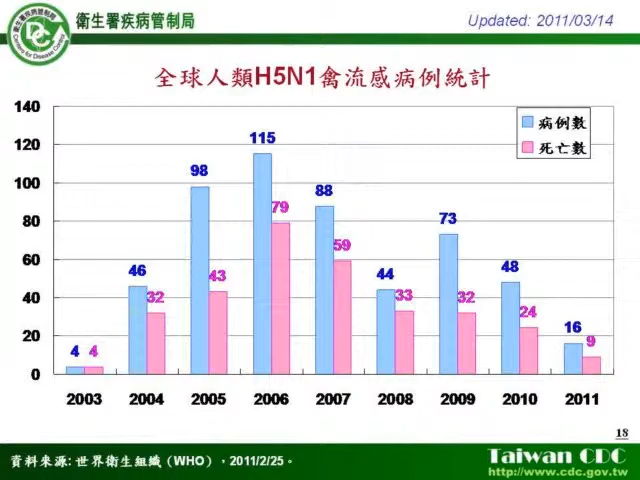 衛生署疾病管制局
Updated: 2011/03/14
全球人類H5N1禽流感病例統計
140
120
100
80
60
40
20
0
病例數
死亡數
4 4
46 32
98 43
115 79
88 59
44 33
73 32
48 24
16 9
2003 2004 2005 2006 2007 2008 2009 2010 2011
18
資料來源: 世界衛生組織（WHO），2011/2/25。
Taiwan CDC
http://www.cdc.gov.tw